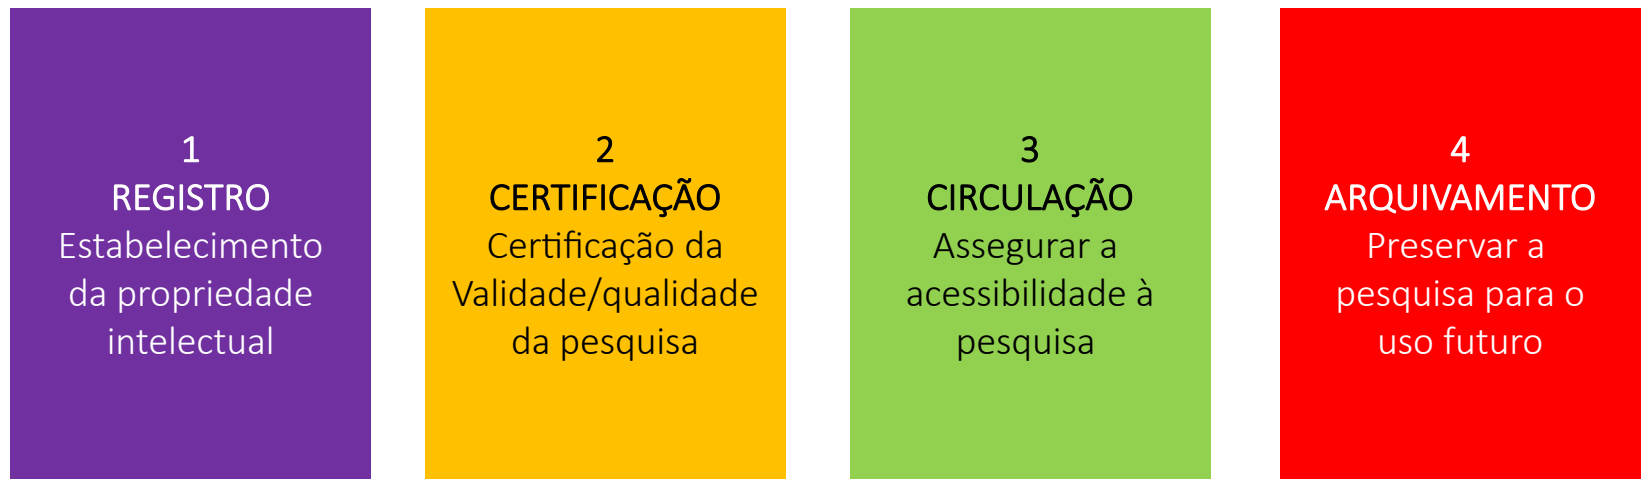 1
REGISTRO
Estabelecimento
da propriedade
intelectual
2
CERTIFICAÇÃO
Certificação da
Validade/qualidade
da pesquisa
3
CIRCULAÇÃO
Assegurar a
acessibilidade à
pesquisa
4
ARQUIVAMENTO
Preservar a
pesquisa para o
uso futuro